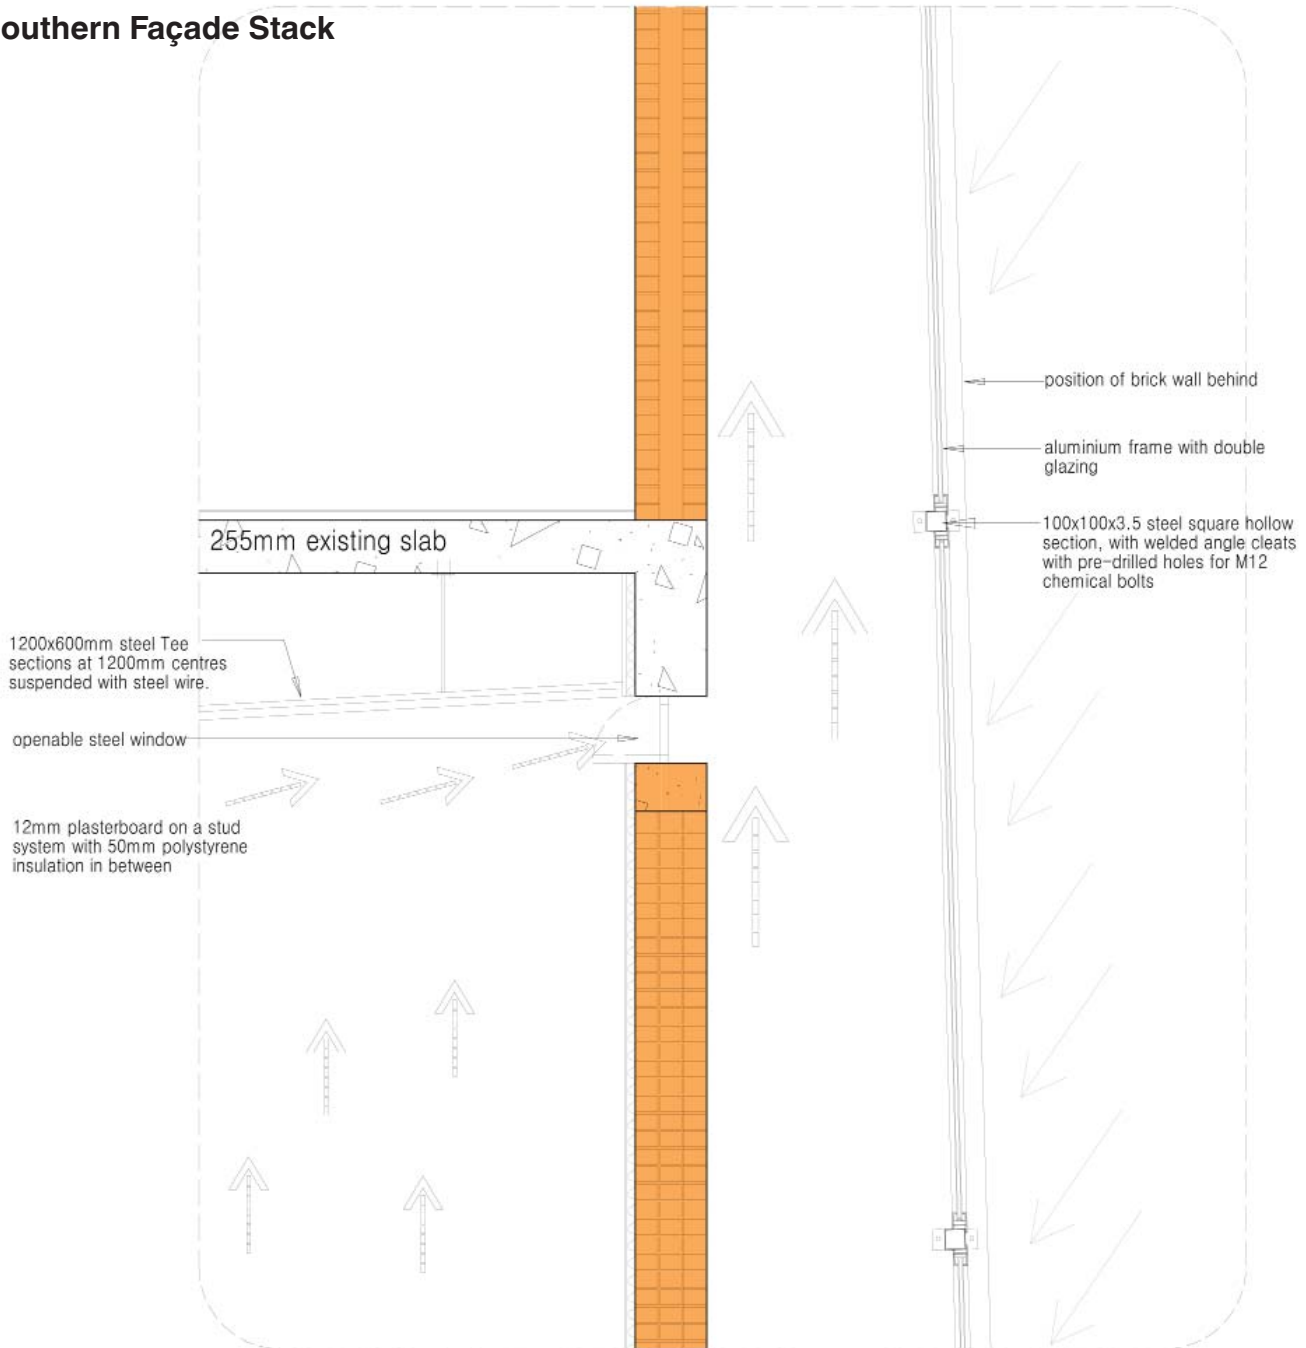 outhern Façade Stack
position of brick wall behind
aluminium frame with double
glazing
100x100x3.5 steel square hollow
section, with welded angle cleats
with pre-drilled holes for M12
chemical bolts
255mm existing slab
1200x600mm steel Tee
sections at 1200mm centres
suspended with steel wire.
openable steel window
12mm plasterboard on a stud
system with 50mm polystyrene
insulation in between